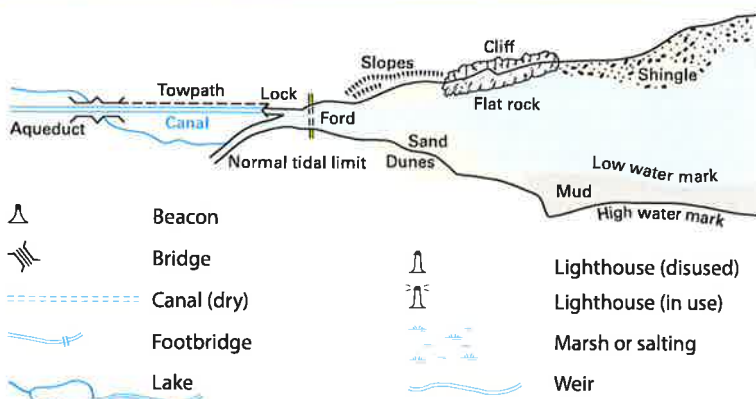 Cliff
Slopes
Shingle
Towpath
Lock
Flat rock
Aqueduct
Canal
Ford
Sand
Dunes
Normal tidal limit
Low water mark
Mud
High water mark
Beacon
Bridge
Canal (dry)
Footbridge
Lake
Lighthouse (disused)
Lighthouse (in use)
Marsh or salting
Weir